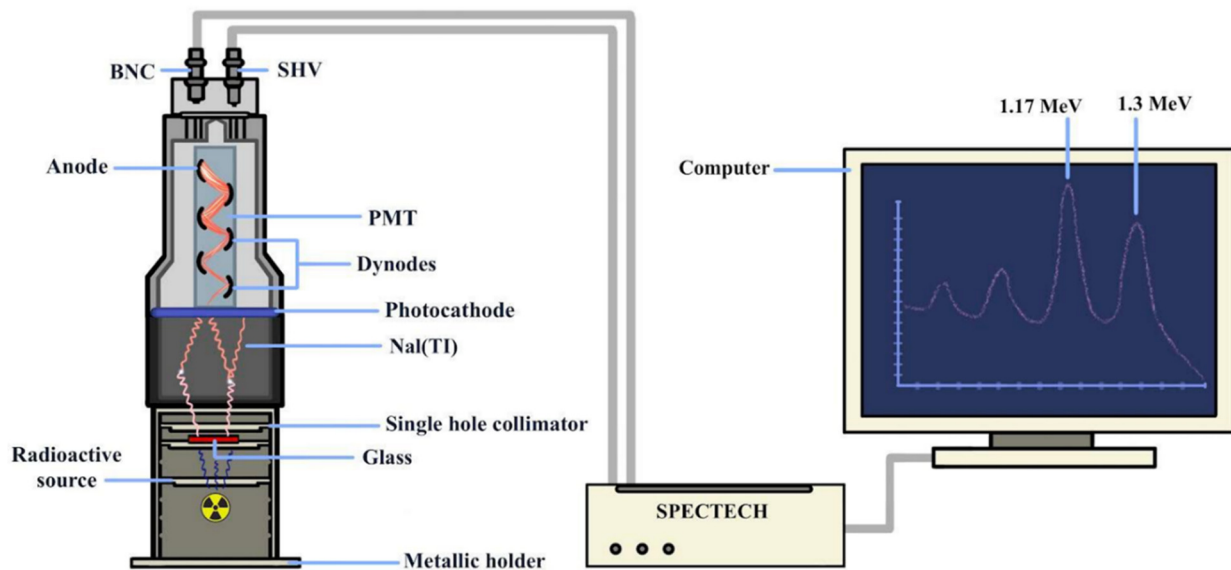 BNC
SHV
1.17 MeV
1.3 MeV
Anode
Computer
PMT
Dynodes
Photocathode
NaI(TI)
Single hole collimator
Glass
Radioactive
source
SPECTECH
Metallic holder